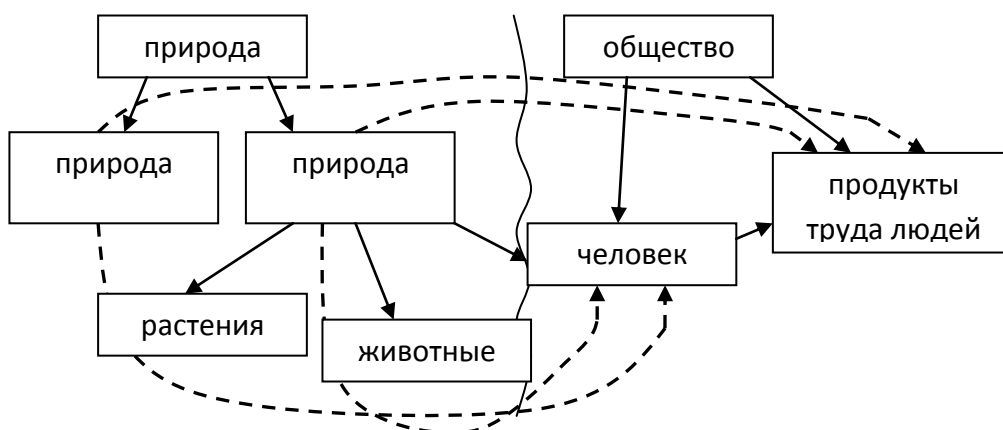 природа
общество
природа
природа
продукты
труда людей
человек
растения
животные